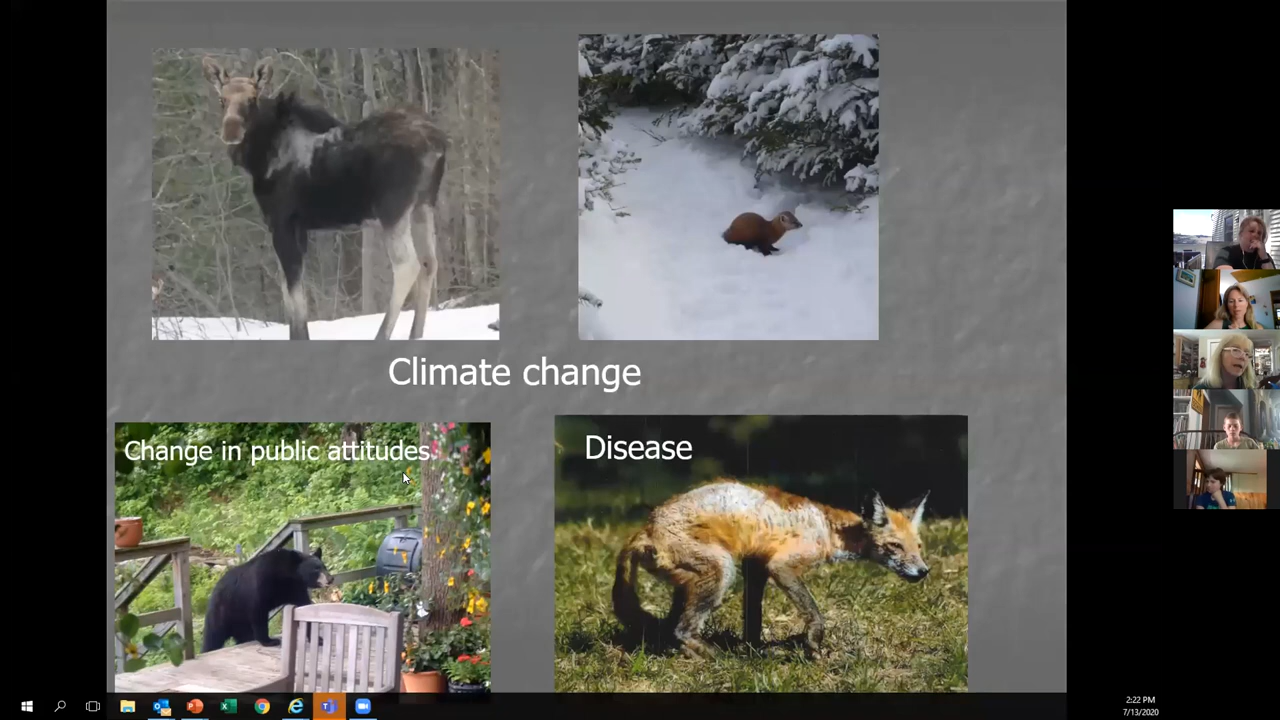 Climate change
Change in public attitudes
Disease
2:22 PM
7/13/2020